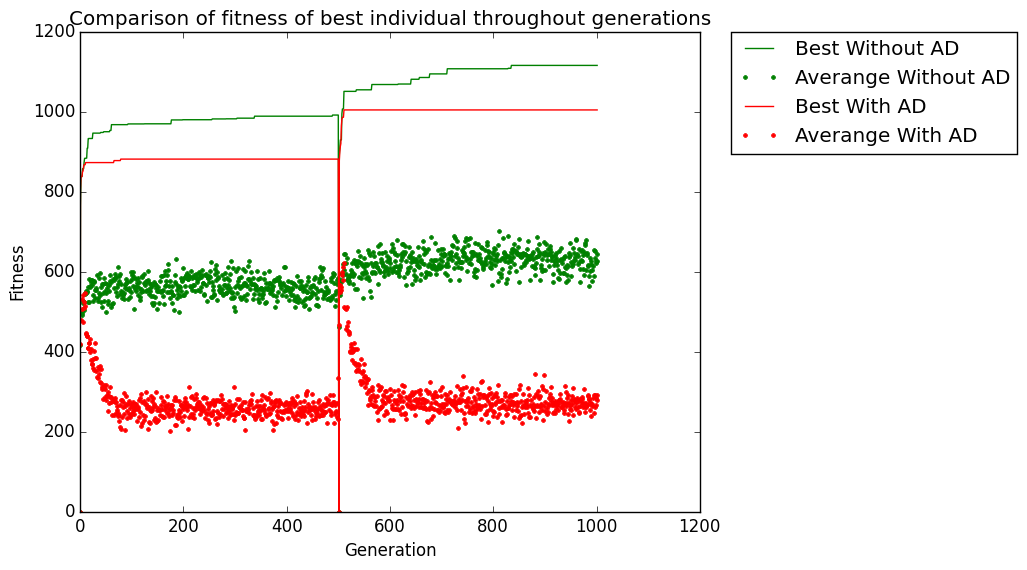 Comparison of fitness of best individual throughout generations
1200
1000
800
600
400
200
0
Fitness
0 200 400 600 800 1000 1200
Generation
Best Without AD
Averange Without AD
Best With AD
Averange With AD